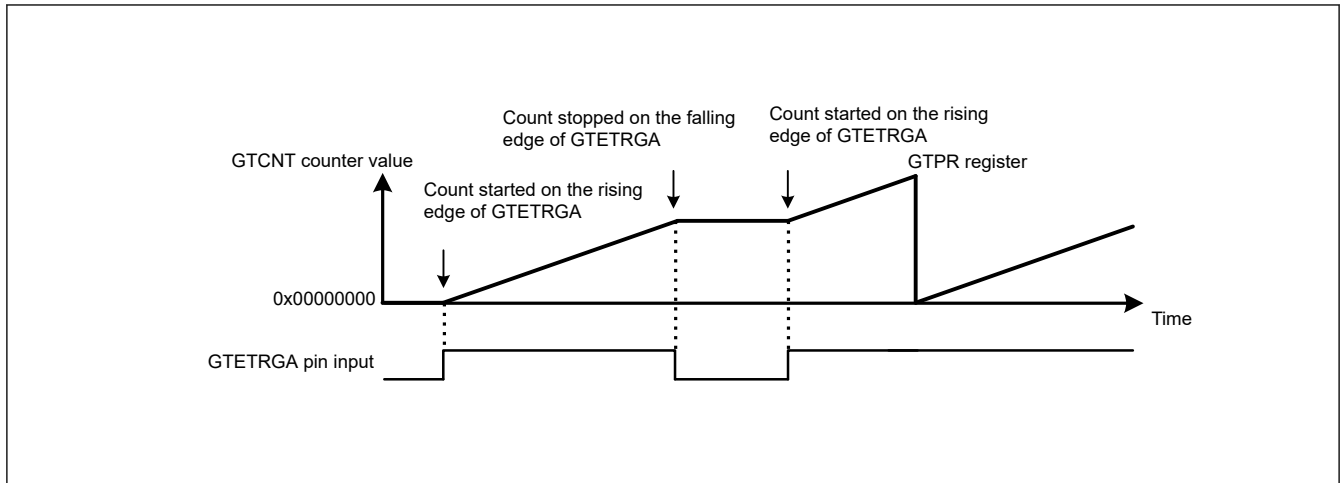 Count stopped on the falling
edge of GTETRGA
Count started on the rising
edge of GTETRGA
GTCNT counter value
GTPR register
Count started on the rising
edge of GTETRGA
0x00000000
Time
GTETRGA pin input